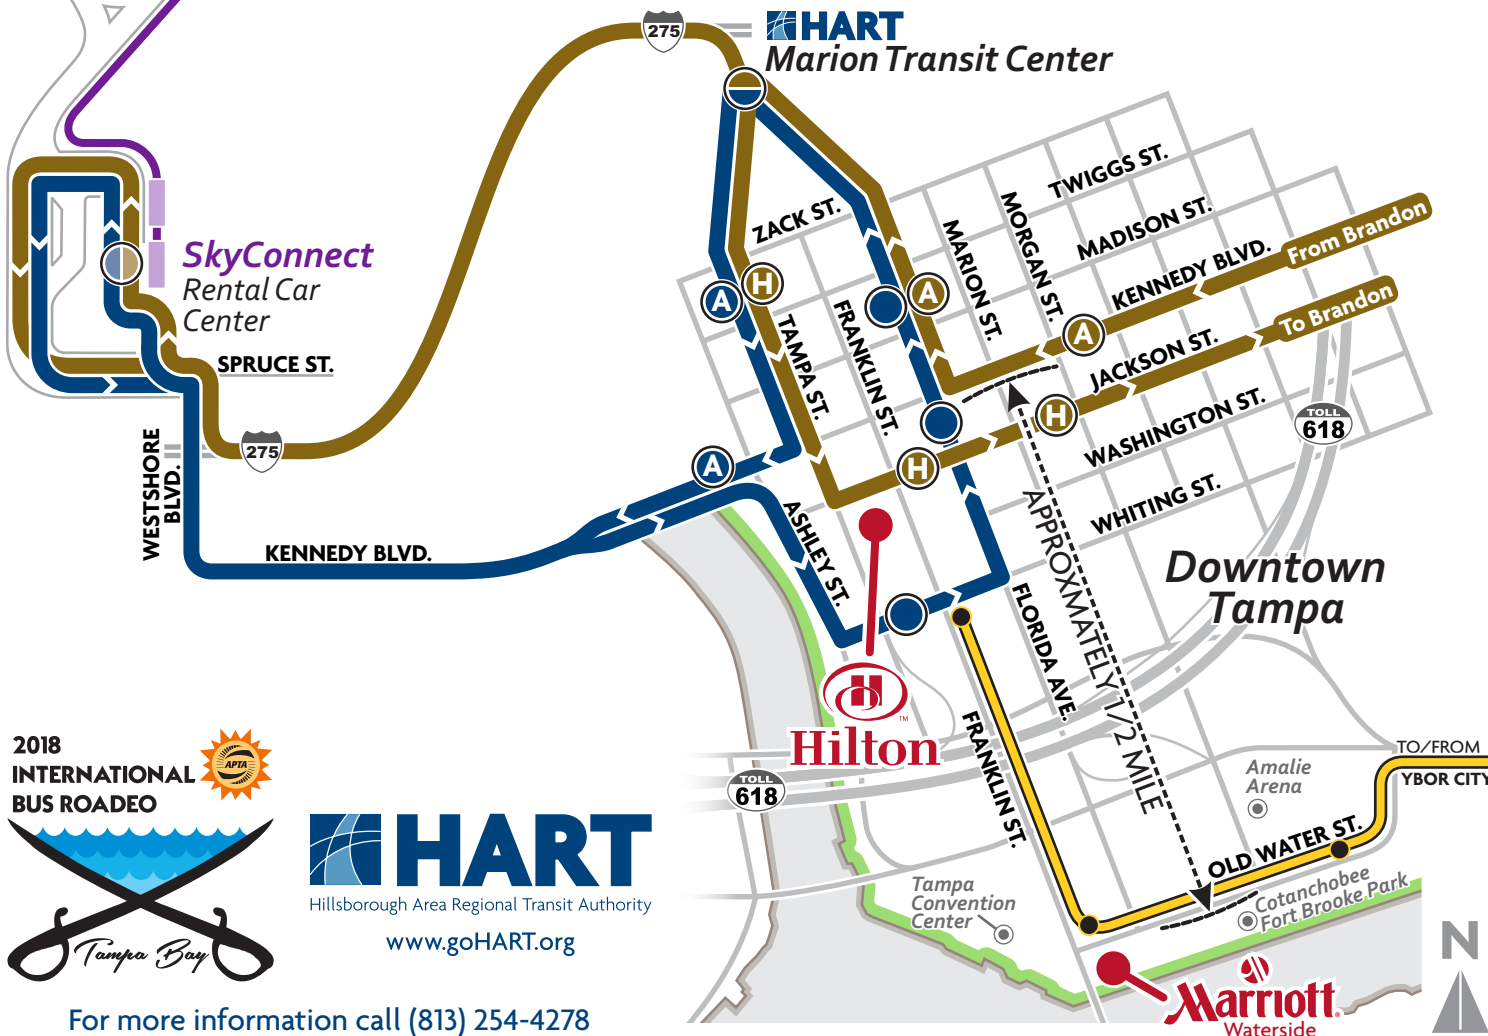 275
HART
Marion Transit Center
TWIGGS ST.
ZACK ST.
MORGAN ST.
MADISON ST.
MARION ST.
KENNEDY BLVD.
From Brandon
SkyConnect
Rental Car
Center
A
H
A
A
To Brandon
TAMPA ST.
FRANKLIN ST.
JACKSON ST.
SPRUCE ST.
H
WASHINGTON ST.
TOLL
618
275
WESTSHORE
BLVD.
A
H
WHITING ST.
ASHLEY ST.
APPROXMATELY 1/2 MILE
KENNEDY BLVD.
Downtown
Tampa
FLORIDA AVE.
H
TM
Hilton
FRANKLIN ST.
2018
INTERNATIONAL
BUS ROADEO
APTA
TOLL
618
TO/FROM
YBOR CITY
Amalie
Arena
OLD WATER ST.
HART
Hillsborough Area Regional Transit Authority
www.goHART.org
Tampa
Convention
Center
Cotanchobee
Fort Brooke Park
Tampa Bay
N
Marriott.
Waterside
For more information call (813) 254-4278